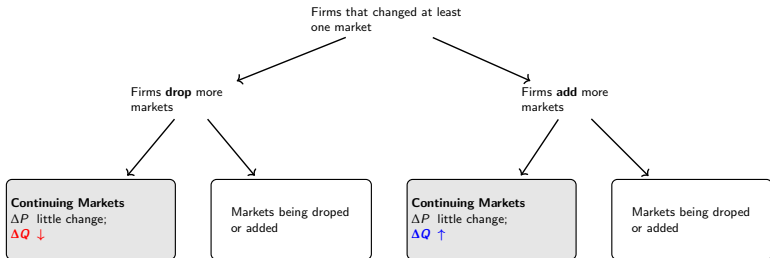 Firms that changed at least
one market
Firms drop more
markets
Firms add more
markets
Continuing Markets
ΔP little change;
ΔQ ↓
Markets being droped
or added
Continuing Markets
ΔP little change;
ΔQ ↑
Markets being droped
or added